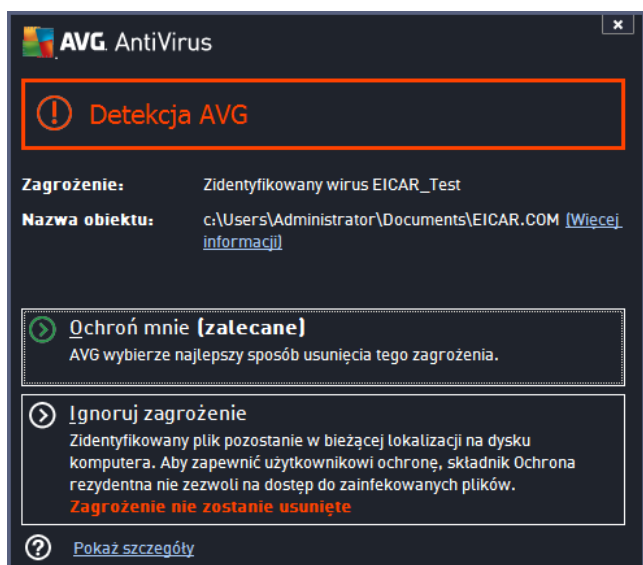 AVG. AntiVirus
Detekcja AVG
Zagrożenie: Zidentyfikowany wirus EICAR_Test
Nazwa obiektu: c:\Users\Administrator\Documents\EICAR.COM (Więcej
informacji)
Ochroń mnie (zalecane)
AVG wybierze najlepszy sposób usunięcia tego zagrożenia.
Ignoruj zagrożenie
Zidentyfikowany plik pozostanie w bieżącej lokalizacji na dysku
komputera. Aby zapewnić użytkownikowi ochronę, składnik Ochrona
rezydentna nie zezwoli na dostęp do zainfekowanych plików.
Zagrożenie nie zostanie usunięte
Pokaż szczegóły